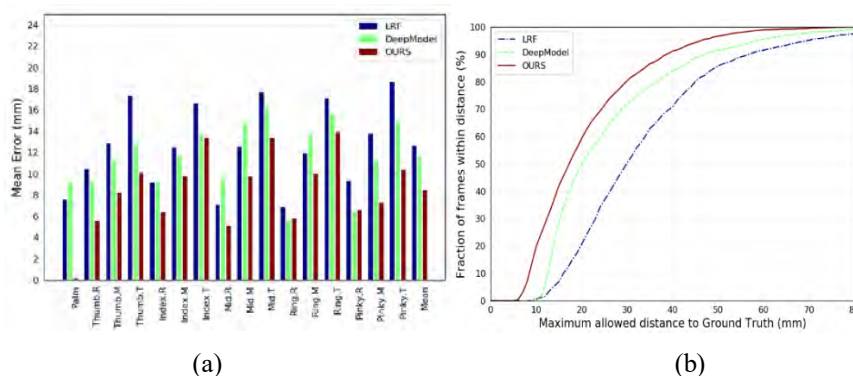 24
22
20
18
16
14
12
10
8
6
4
2
0
Mean Error (mm)
LRF
DeepModel
OURS
Palm
Thumb.R
Thumb.M
Thumb.T
Index.R
Index.M
Index.T
Mid.R
Mid.M
Mid.T
Ring.R
Ring.M
Ring.T
Pinky.R
Pinky.M
Pinky.T
Mean
(a)
100
90
80
70
60
50
40
30
20
10
0
Fraction of frames within distance (%)
LRF
DeepModel
OURS
0 10 20 30 40 50 60 70 8
Maximum allowed distance to Ground Truth (mm)
(b)